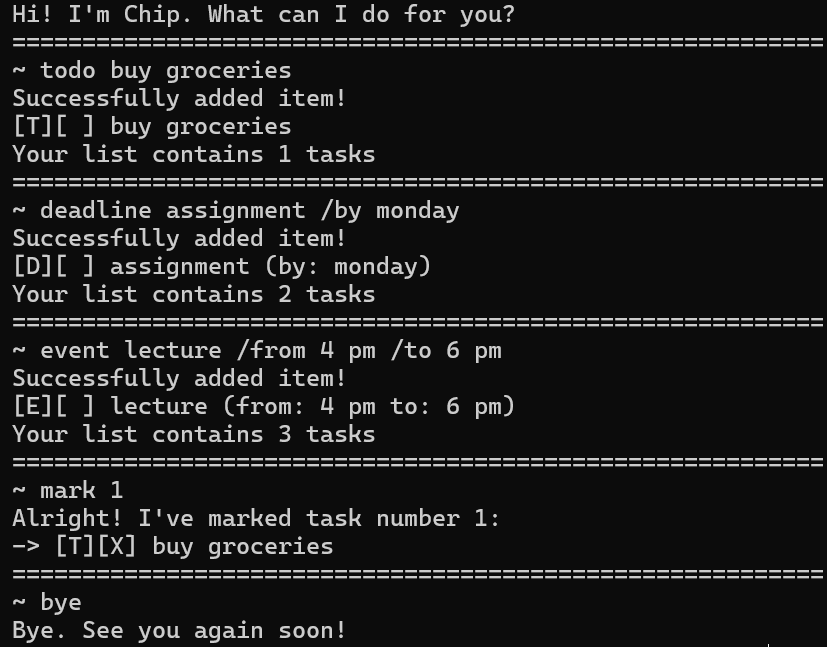 Hi! I'm Chip. What can I do for you?
==========================================================
~ todo buy groceries
Successfully added item!
[T][ ] buy groceries
Your list contains 1 tasks
==========================================================
~ deadline assignment /by monday
Successfully added item!
[D][ ] assignment (by: monday)
Your list contains 2 tasks
==========================================================
~ event lecture /from 4 pm /to 6 pm
Successfully added item!
[E][ ] lecture (from: 4 pm to: 6 pm)
Your list contains 3 tasks
==========================================================
~ mark 1
Alright! I've marked task number 1:
-> [T][X] buy groceries
==========================================================
~ bye
Bye. See you again soon!